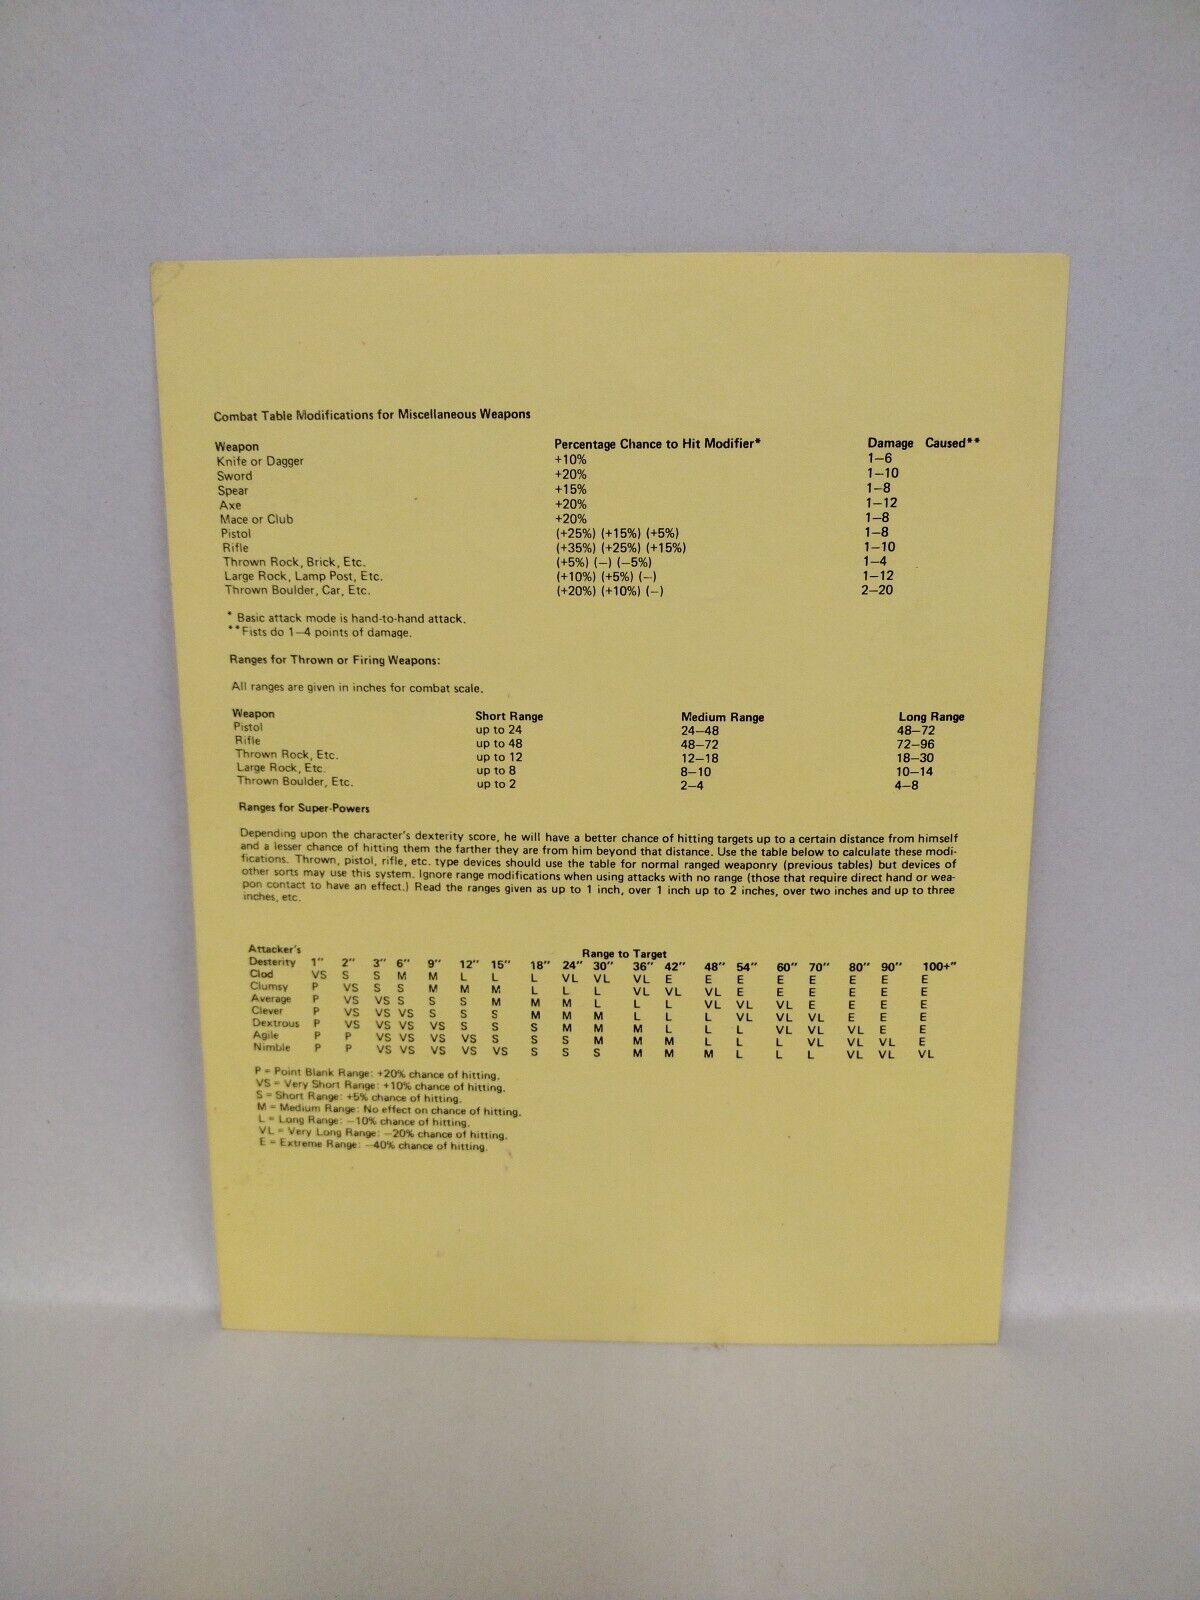 Combat Table Modifications for Miscellaneous Weapons
Weapon Percentage Chance to Hit Modifier* Damage Caused**
Knife or Dagger +10% 1–6
Sword +20% 1–10
Spear +15% 1–8
Axe +20% 1–12
Mace or Club +20% 1–8
Pistol (+25%) (+15%) (+5%) 1–8
Rifle (+35%) (+25%) (+15%) 1–10
Thrown Rock, Brick, Etc. (+5%) (–) (–5%) 1–4
Large Rock, Lamp Post, Etc. (+10%) (+5%) (–) 1–12
Thrown Boulder, Car, Etc. (+20%) (+10%) (–) 2–20
* Basic attack mode is hand-to-hand attack.
**Fists do 1–4 points of damage.
Ranges for Thrown or Firing Weapons:
All ranges are given in inches for combat scale.
Weapon Short Range Medium Range Long Range
Pistol up to 24 24–48 48–72
Rifle up to 48 48–72 72–96
Thrown Rock, Etc. up to 12 12–18 18–30
Large Rock, Etc. up to 8 8–10 10–14
Thrown Boulder, Etc. up to 2 2–4 4–8
Ranges for Super-Powers
Depending upon the character's dexterity score, he will have a better chance of hitting targets up to a certain distance from himself
and a lesser chance of hitting them the farther they are from him beyond that distance. Use the table below to calculate these modi-
fications. Thrown, pistol, rifle, etc. type devices should use the table for normal ranged weaponry (previous tables) but devices of
other sorts may use this system. Ignore range modifications when using attacks with no range (those that require direct hand or wea-
pon contact to have an effect.) Read the ranges given as up to 1 inch, over 1 inch up to 2 inches, over two inches and up to three
inches, etc.
Attacker's Range to Target
Desterity 1" 2" 3" 6" 9" 12" 15" 18" 24" 30" 36" 42" 48" 54" 60" 70" 80" 90" 100+"
Clod VS S S M M L L L VL VL VL E E E E E E E E
Clumsy P VS S S M M M L L L VL VL VL E E E E E E
Average P VS VS S S S M M M L L L VL VL VL E E E E
Clever P VS VS VS S S S M M M L L L VL VL VL E E E
Dextrous P VS VS VS VS S S S M M M L L L VL VL VL E E
Agile P P VS VS VS VS S S S M M M L L L VL VL VL E
Nimble P P VS VS VS VS VS S S S M M M L L L VL VL VL
P = Point Blank Range: +20% chance of hitting.
VS = Very Short Range: +10% chance of hitting.
S = Short Range: +5% chance of hitting.
M = Medium Range: No effect on chance of hitting.
L = Long Range: –10% chance of hitting.
VL = Very Long Range: –20% chance of hitting.
E = Extreme Range: –40% chance of hitting.